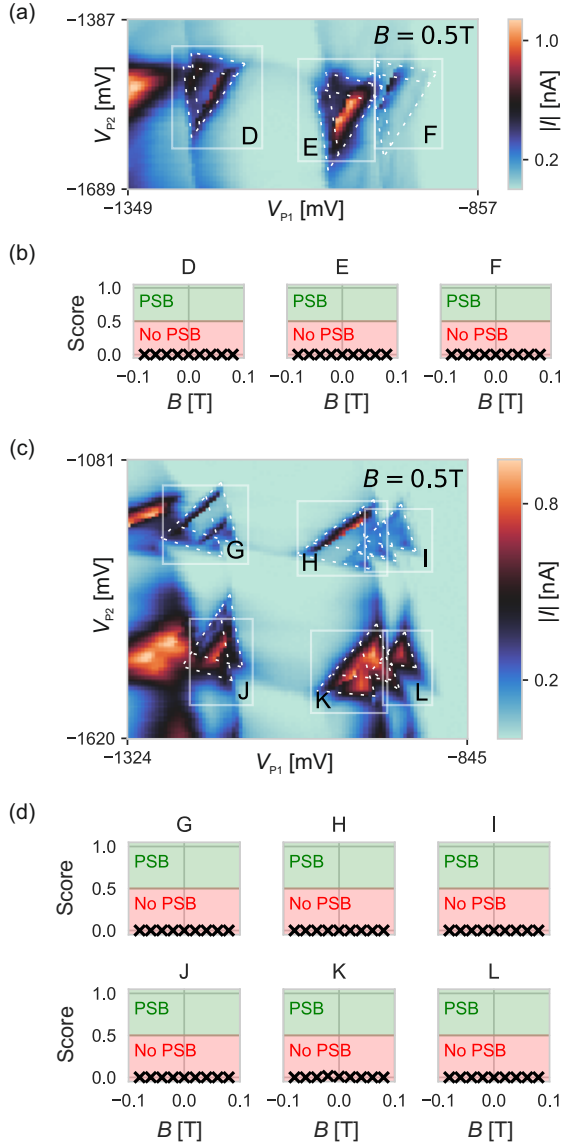 (a)
−1387
B = 0.5T
1.0
V_P2 [mV]
|I| [nA]
D
E
F
0.2
−1689
−1349
V_P1 [mV]
−857
(b)
D
E
F
1.0
PSB
PSB
PSB
Score
0.5
No PSB
No PSB
No PSB
0.0
−0.1 0.0 0.1
−0.1 0.0 0.1
−0.1 0.0 0.1
B [T]
B [T]
B [T]
(c)
−1081
B = 0.5T
0.8
G
H
I
V_P2 [mV]
|I| [nA]
J
K
L
0.2
−1620
−1324
V_P1 [mV]
−845
(d)
G
H
I
1.0
PSB
PSB
PSB
Score
0.5
No PSB
No PSB
No PSB
0.0
J
K
L
1.0
PSB
PSB
PSB
Score
0.5
No PSB
No PSB
No PSB
0.0
−0.1 0.0 0.1
−0.1 0.0 0.1
−0.1 0.0 0.1
B [T]
B [T]
B [T]